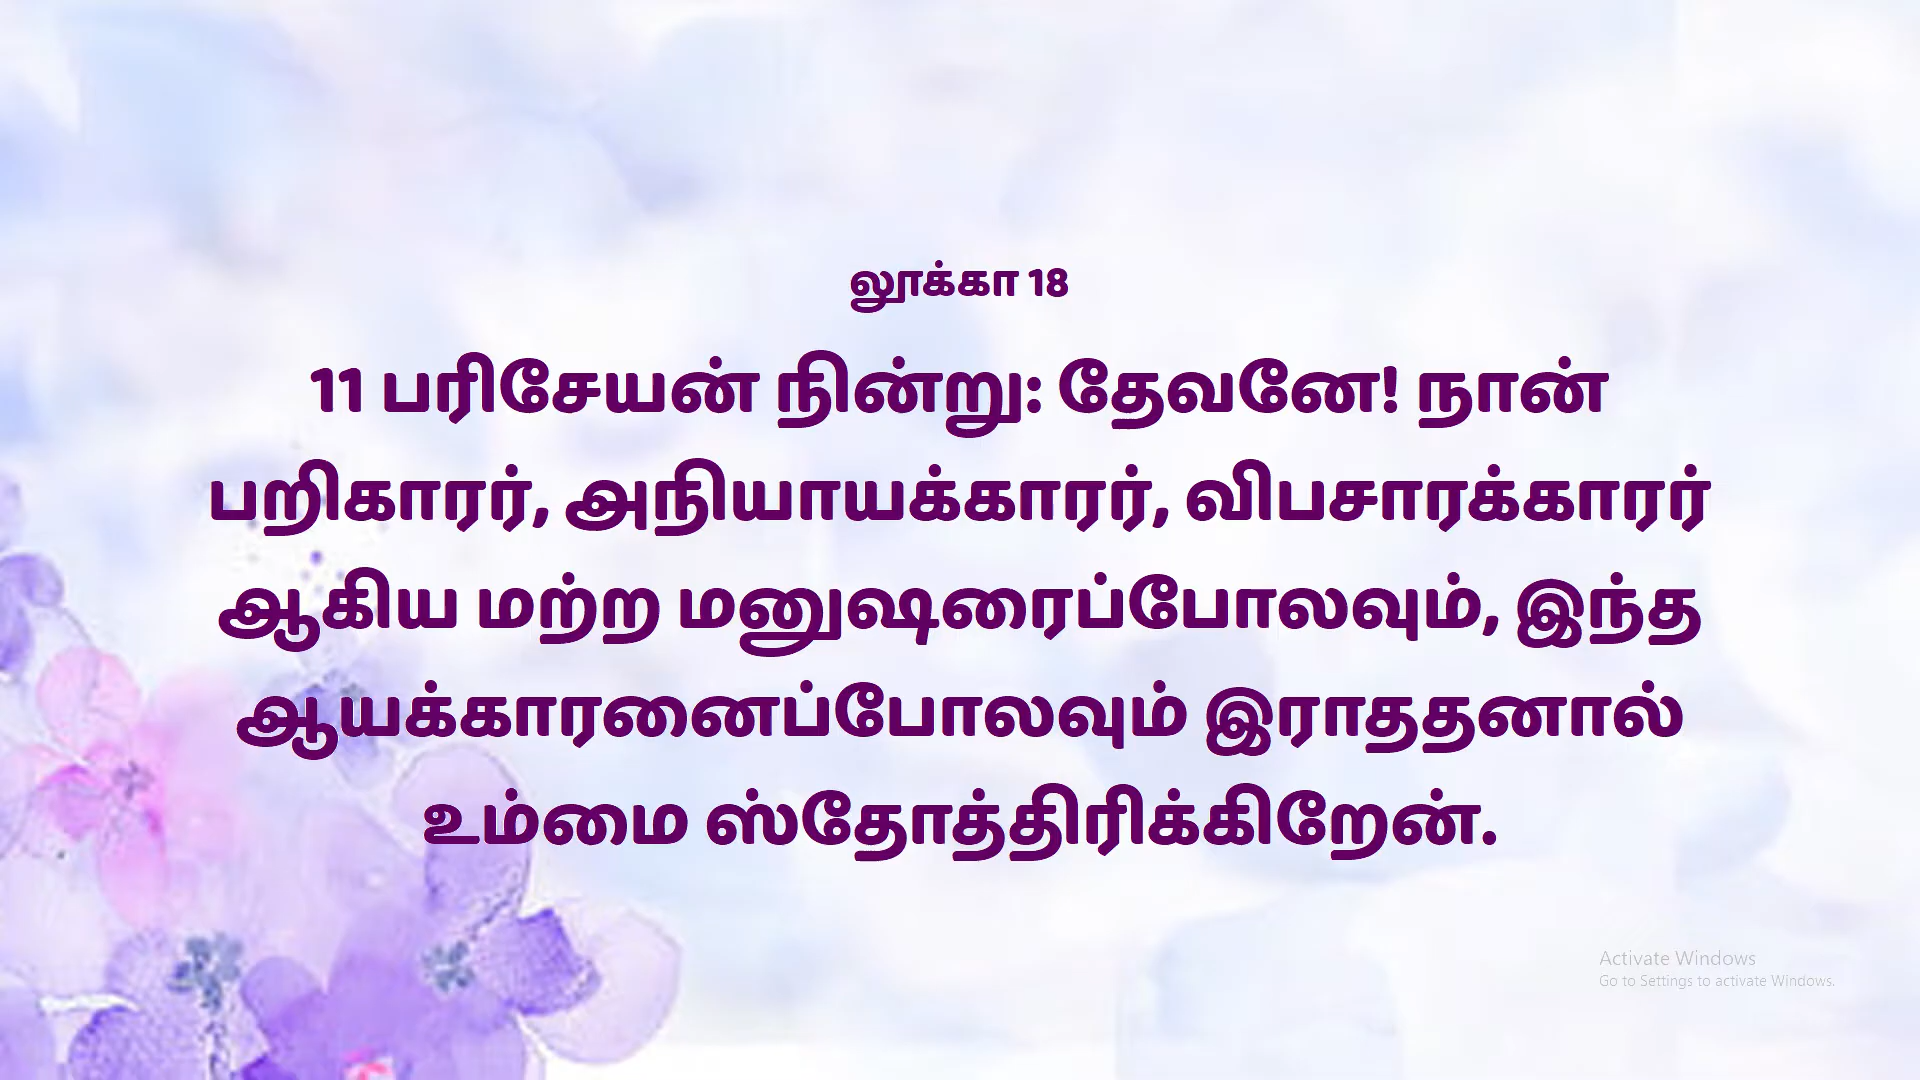 லூக்கா 18
11 பரிசேயன் நின்று: தேவனே! நான்
பறிகாரர், அநியாயக்காரர், விபசாரக்காரர்
ஆகிய மற்ற மனுஷரைப்போலவும், இந்த
ஆயக்காரனைப்போலவும் இராததனால்
உம்மை ஸ்தோத்திரிக்கிறேன்.
Activate Windows
Go to Settings to activate Windows.